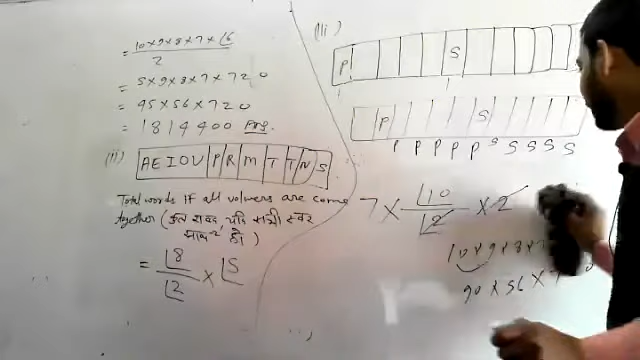 = 10×9×8×7×⌊6 / 2
= 5×9×8×7×720
= 45×56×720
= 1814400 Ans.
(ii) AEIOU P R M T T N S
Total words if all volwers are come
together (कुल शब्द यदि सभी स्वर
साथ हो)
= ⌊8 / ⌊2 × ⌊5
(iii)
P S
P S
P P P P P S S S S S
7 × ⌊10 / ⌊2 × 2
10×9×8×7
90×56×7